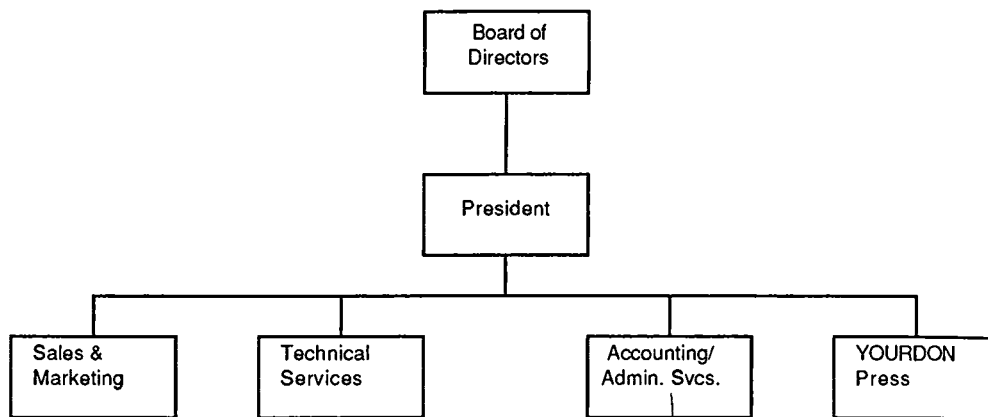 Board of
Directors
President
Sales &
Marketing
Technical
Services
Accounting/
Admin. Svcs.
YOURDON
Press